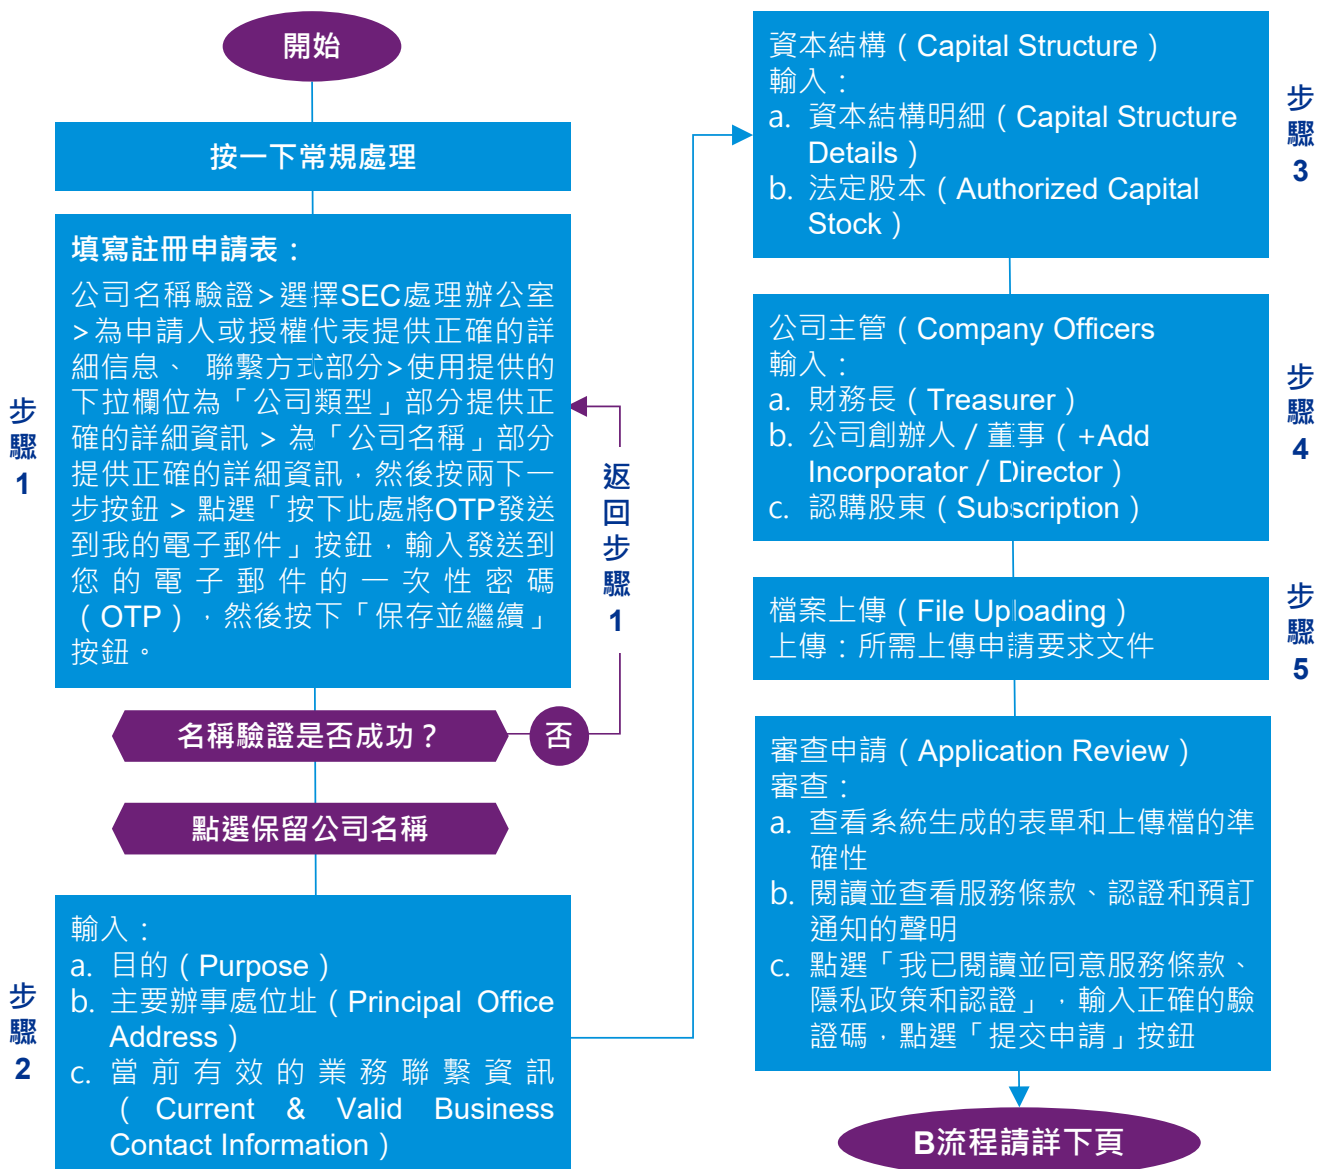 開始
按一下常規處理
步
驟
1
填寫註冊申請表：
公司名稱驗證>選擇SEC處理辦公室
>為申請人或授權代表提供正確的詳
細信息、 聯繫方式部分>使用提供的
下拉欄位為「公司類型」部分提供正
確的詳細資訊 > 為「公司名稱」部分
提供正確的詳細資訊，然後按兩下一
步按鈕 > 點選「按下此處將OTP發送
到我的電子郵件」按鈕，輸入發送到
您的電子郵件的一次性密碼
（OTP），然後按下「保存並繼續」
按鈕。
返
回
步
驟
1
名稱驗證是否成功？
否
點選保留公司名稱
步
驟
2
輸入：
a. 目的（Purpose）
b. 主要辦事處位址（Principal Office
Address）
c. 當前有效的業務聯繫資訊
（Current & Valid Business
Contact Information）
資本結構（Capital Structure）
輸入：
a. 資本結構明細（Capital Structure
Details）
b. 法定股本（Authorized Capital
Stock）
步
驟
3
公司主管（Company Officers
輸入：
a. 財務長（Treasurer）
b. 公司創辦人／董事（+Add
Incorporator／Director）
c. 認購股東（Subscription）
步
驟
4
檔案上傳（File Uploading）
上傳：所需上傳申請要求文件
步
驟
5
審查申請（Application Review）
審查：
a. 查看系統生成的表單和上傳檔的準
確性
b. 閱讀並查看服務條款、認證和預訂
通知的聲明
c. 點選「我已閱讀並同意服務條款、
隱私政策和認證」，輸入正確的驗
證碼，點選「提交申請」按鈕
B流程請詳下頁